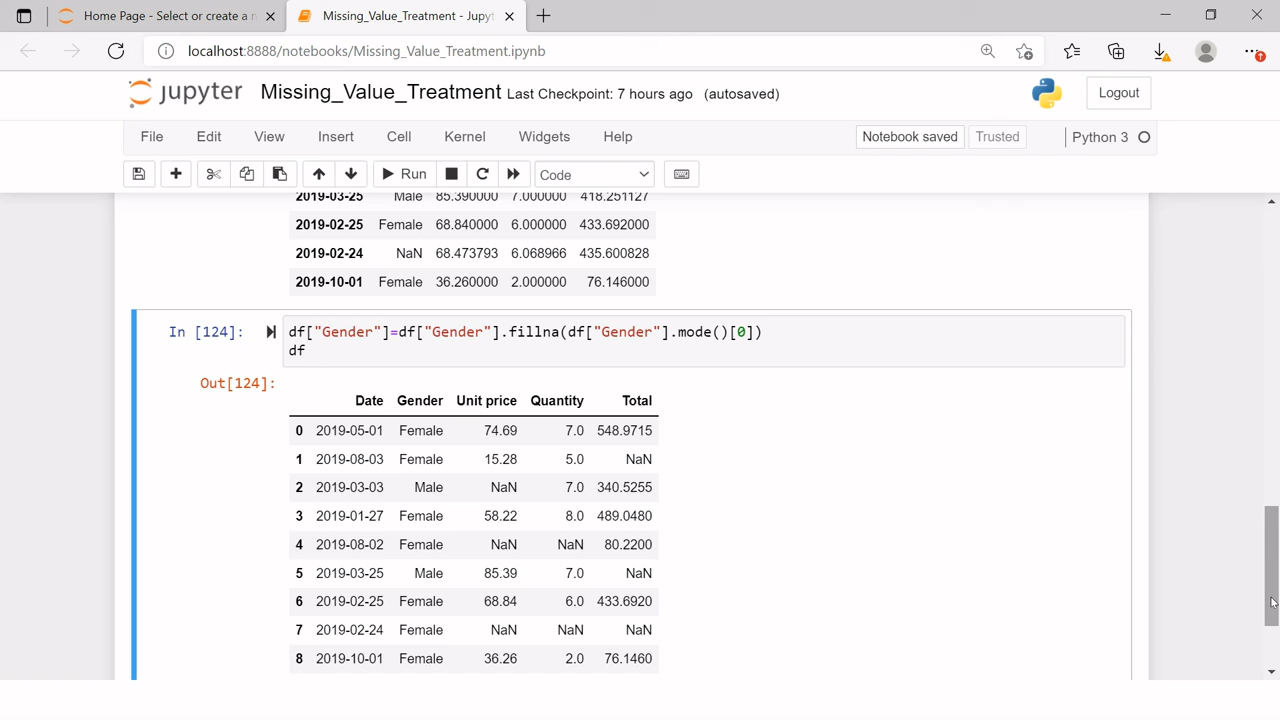 Home Page - Select or create a n
Missing_Value_Treatment - Jupyt
localhost:8888/notebooks/Missing_Value_Treatment.ipynb
jupyter Missing_Value_Treatment Last Checkpoint: 7 hours ago (autosaved)
Logout
File Edit View Insert Cell Kernel Widgets Help
Notebook saved Trusted Python 3
Run Code
2019-03-25 Male 85.390000 7.000000 418.251127
2019-02-25 Female 68.840000 6.000000 433.692000
2019-02-24 NaN 68.473793 6.068966 435.600828
2019-10-01 Female 36.260000 2.000000 76.146000
In [124]: df["Gender"]=df["Gender"].fillna(df["Gender"].mode()[0])
df
Out[124]:
Date Gender Unit price Quantity Total
0 2019-05-01 Female 74.69 7.0 548.9715
1 2019-08-03 Female 15.28 5.0 NaN
2 2019-03-03 Male NaN 7.0 340.5255
3 2019-01-27 Female 58.22 8.0 489.0480
4 2019-08-02 Female NaN NaN 80.2200
5 2019-03-25 Male 85.39 7.0 NaN
6 2019-02-25 Female 68.84 6.0 433.6920
7 2019-02-24 Female NaN NaN NaN
8 2019-10-01 Female 36.26 2.0 76.1460